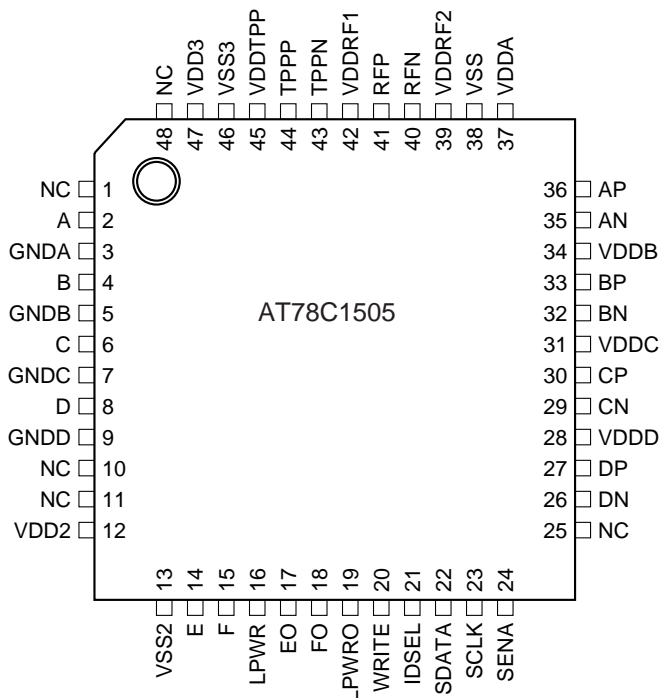 NC VDD3 VSS3 VDDTPP TPPP TPPN VDDRF1 RFP RFN VDDRF2 VSS VDDA
48 47 46 45 44 43 42 41 40 39 38 37
NC 1 36 AP
A 2 35 AN
GNDA 3 34 VDDB
B 4 33 BP
GNDB 5 32 BN
C 6 31 VDDC
GNDC 7 30 CP
D 8 29 CN
GNDD 9 28 VDDD
NC 10 27 DP
NC 11 26 DN
VDD2 12 25 NC
AT78C1505
13 14 15 16 17 18 19 20 21 22 23 24
VSS2 E F LPWR EO FO LPWRO WRITE IDSEL SDATA SCLK SENA